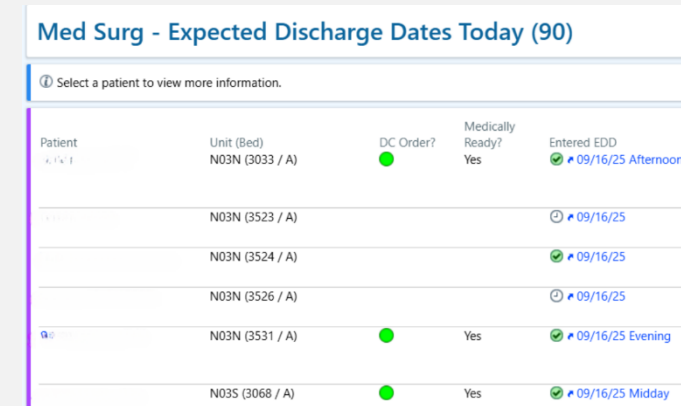 Med Surg - Expected Discharge Dates Today (90)
Select a patient to view more information.
Patient Unit (Bed) DC Order? Medically Ready? Entered EDD
N03N (3033 / A) Yes 09/16/25 Afternoon
N03N (3523 / A) 09/16/25
N03N (3524 / A) 09/16/25
N03N (3526 / A) 09/16/25
N03N (3531 / A) Yes 09/16/25 Evening
N03S (3068 / A) Yes 09/16/25 Midday